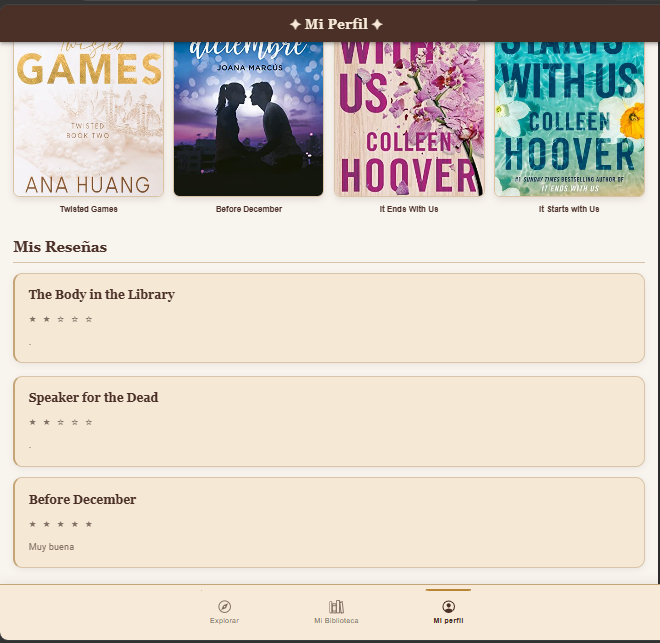 ✦ Mi Perfil ✦
Twisted
GAMES
TWISTED
BOOK TWO
ANA HUANG
diciembre
JOANA MARCÚS
WITH
US
COLLEEN
HOOVER
STARTS
WITH US
COLLEEN
HOOVER
#1 SUNDAY TIMES BESTSELLING AUTHOR OF
IT ENDS WITH US
Twisted Games
Before December
It Ends With Us
It Starts with Us
Mis Reseñas
The Body in the Library
★ ★ ☆ ☆ ☆
.
Speaker for the Dead
★ ★ ☆ ☆ ☆
.
Before December
★ ★ ★ ★ ★
Muy buena
Explorar
Mi Biblioteca
Mi perfil